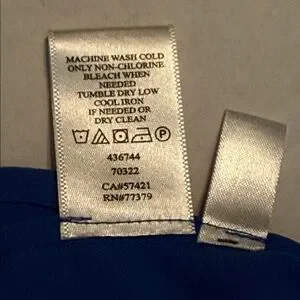 MACHINE WASH COLD
ONLY NON-CHLORINE
BLEACH WHEN
NEEDED
TUMBLE DRY LOW
COOL IRON
IF NEEDED OR
DRY CLEAN
436744
70322
CA#57421
RN#77379